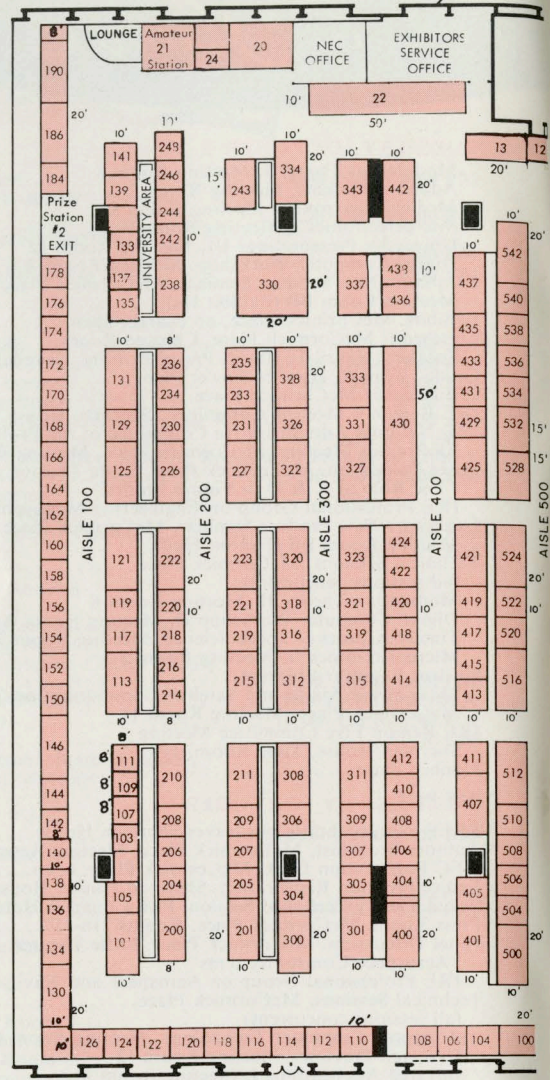 8' LOUNGE Amateur 21 Station 24 20 NEC OFFICE EXHIBITORS SERVICE OFFICE
190
10' 22
50'
20'
186
10' 13 12
20'
10' 141 249 10' 334 20' 10' 10'
184 139 246 15' 243 343 442 20'
Prize Station #2 EXIT
UNIVERSITY AREA
244
133 242 10' 10' 20' 542
10' 10'
178 137 238 330 20' 337 438 10' 437
176 135 436 540
20'
174 435 538
10' 8' 10' 10' 10'
172 131 236 235 328 20' 333 433 536
170 234 233 50' 431 534
168 129 230 231 326 331 430 429 532 15'
166 125 226 227 322 327 425 528 15'
164
162
AISLE 100 AISLE 200 AISLE 300 AISLE 400 AISLE 500
160 121 222 223 320 323 424 421 524
158 20' 20' 422 20'
156 119 220 10' 221 318 10' 321 420 10' 419 522 10'
154 117 218 219 316 319 418 417 520
152 113 216 215 312 315 414 415 516
150 214 413
10' 8' 10' 10' 10' 10' 10' 10'
8'
146 8' 111 210 211 308 311 412 411 512
144 8' 109 410 407
142 8' 107 208 209 306 309 408 510
8' 103
140 206 207 307 406 508
10'
138 10' 105 204 205 304 305 404 10' 405 506
136 504
134 101 200 20' 201 300 20' 301 400 20' 401 500 20'
10' 8' 10' 10' 10' 10' 10'
130
20' 10' 20'
10'
10' 126 124 122 120 118 116 114 112 110 108 106 104 100